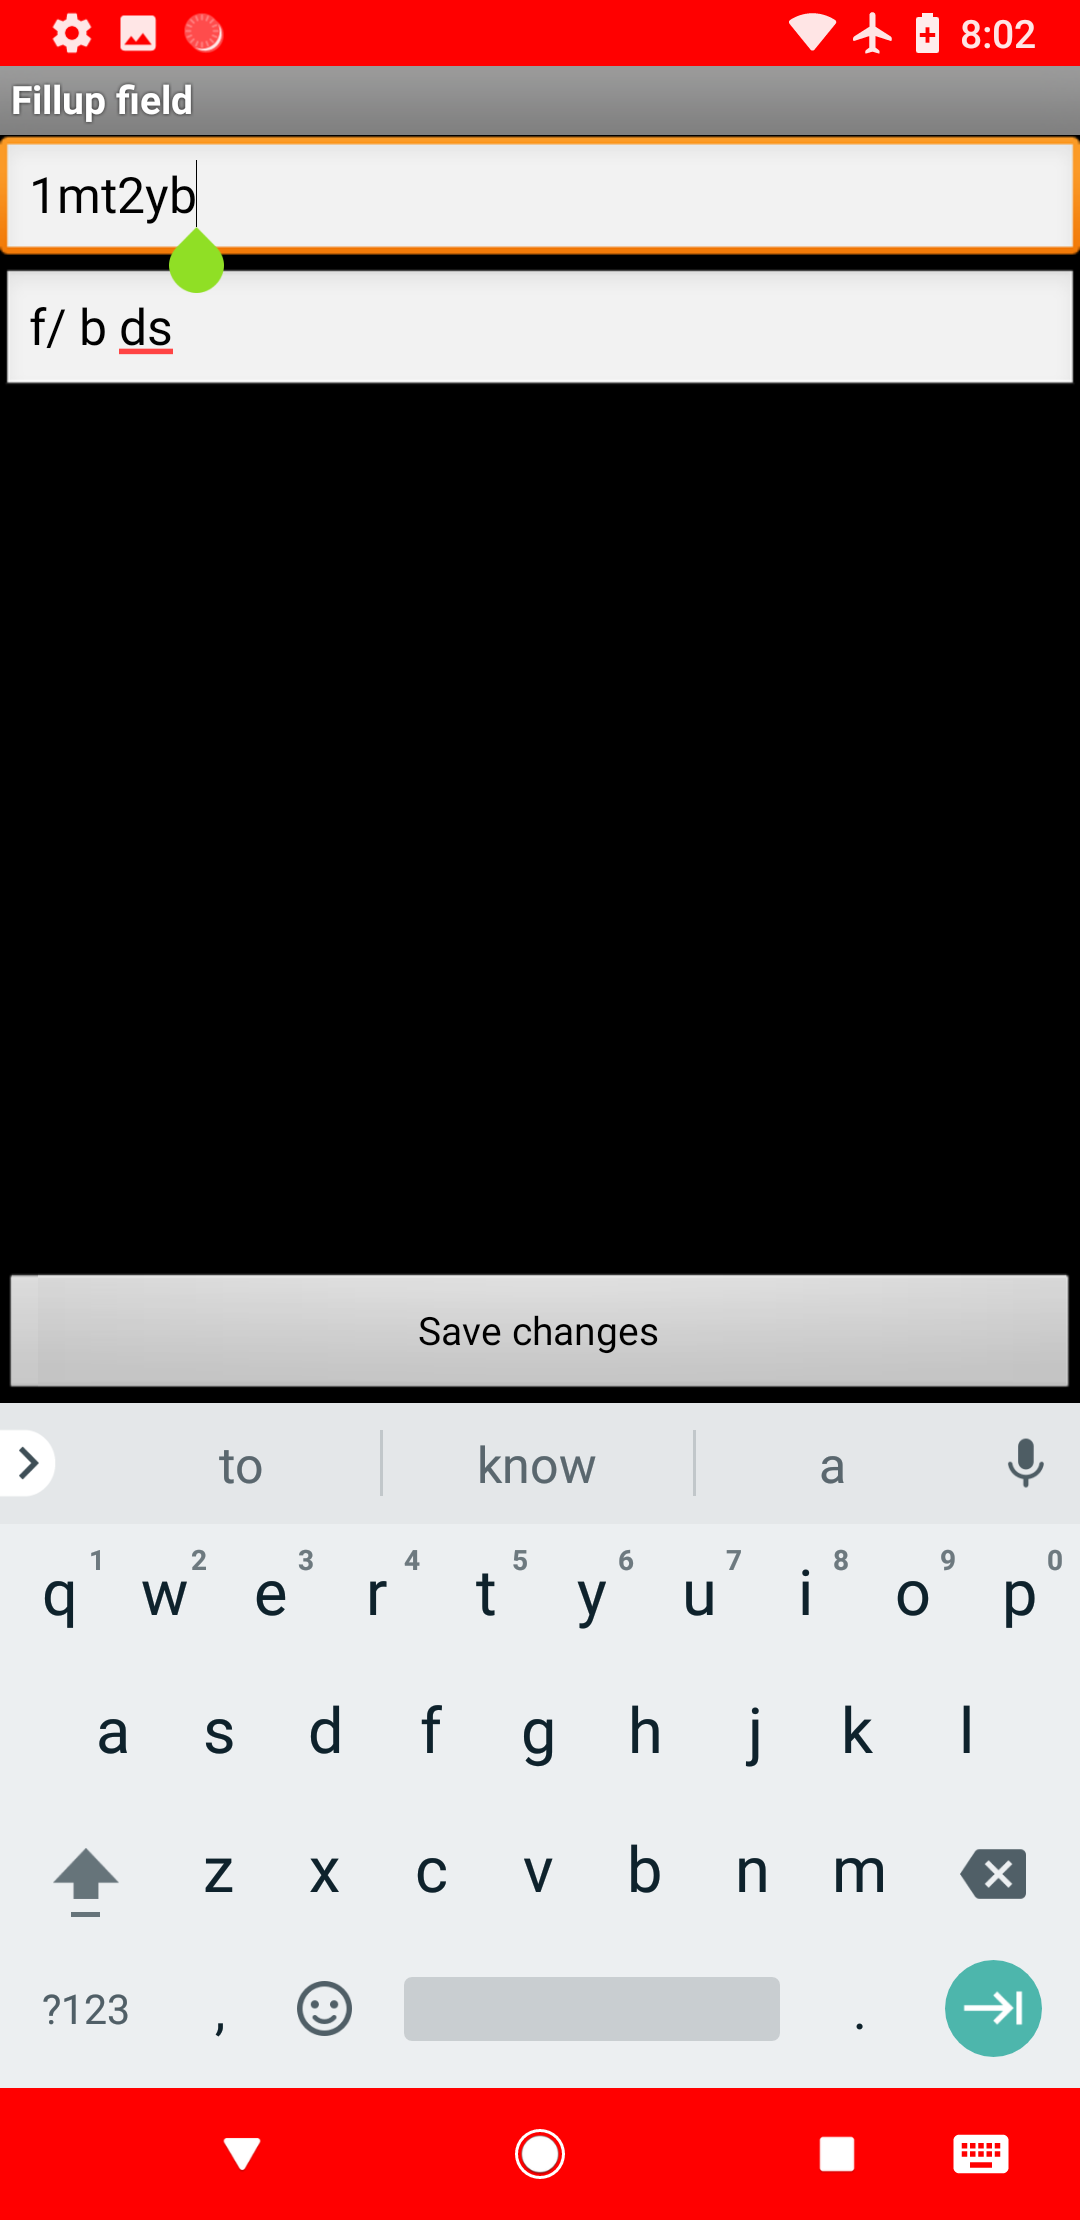 8:02
Fillup field
1mt2yb
f/ b ds
Save changes
to know a
q 1 w 2 e 3 r 4 t 5 y 6 u 7 i 8 o 9 p 0
a s d f g h j k l
z x c v b n m
?123 , .